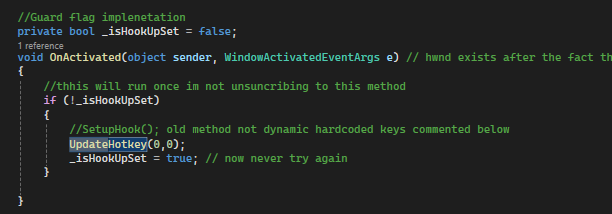 //Guard flag implenetation
private bool _isHookUpSet = false;
1 reference
void OnActivated(object sender, WindowActivatedEventArgs e) // hwnd exists after the fact th
{
//thhis will run once im not unsuncribing to this method
if (!_isHookUpSet)
{
//SetupHook(); old method not dynamic hardcoded keys commented below
UpdateHotkey(0,0);
_isHookUpSet = true; // now never try again
}
}